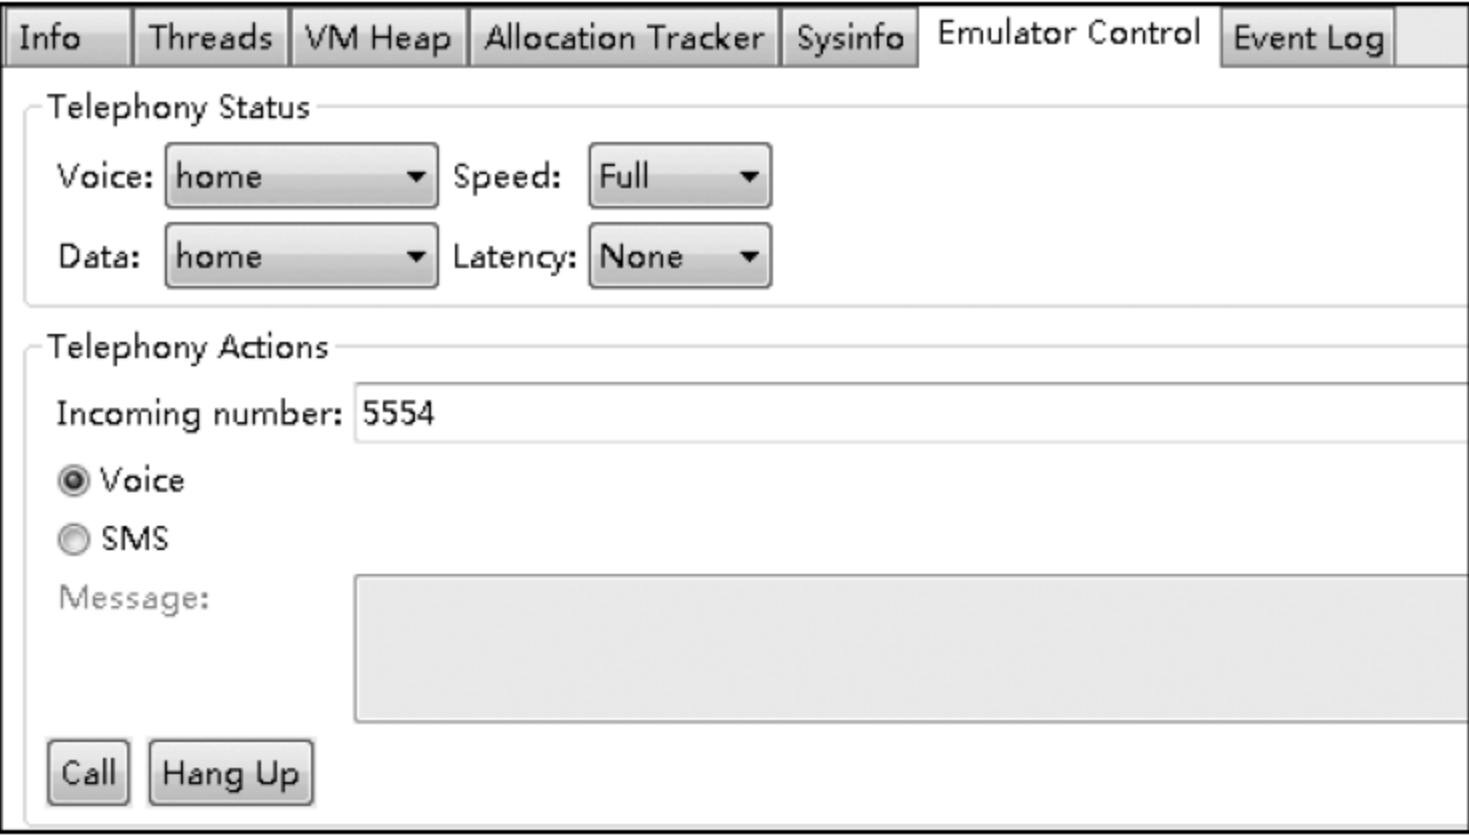 Info Threads VM Heap Allocation Tracker Sysinfo Emulator Control Event Log
Telephony Status
Voice: home Speed: Full
Data: home Latency: None
Telephony Actions
Incoming number: 5554
Voice
SMS
Message:
Call Hang Up